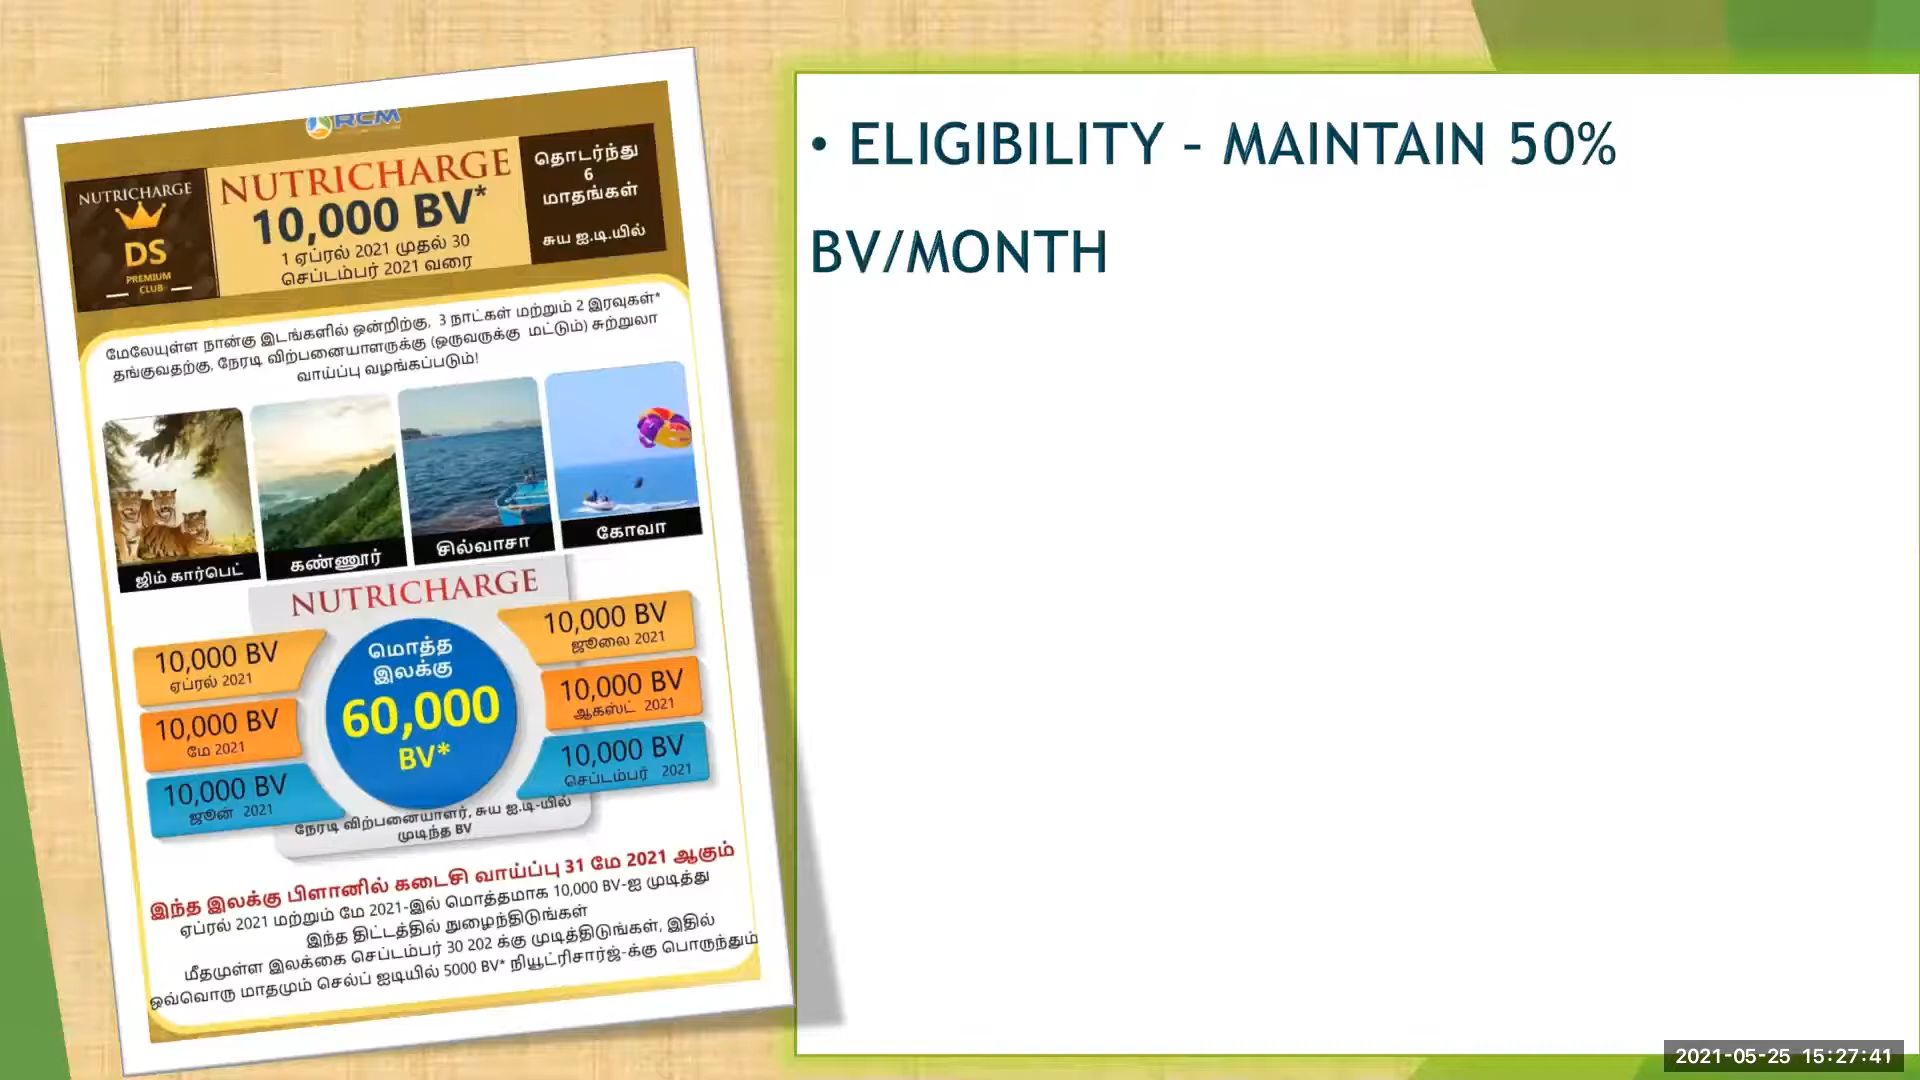 RCM
NUTRICHARGE
DS
PREMIUM
CLUB
NUTRICHARGE
10,000 BV*
1 ஏப்ரல் 2021 முதல் 30
செப்டம்பர் 2021 வரை
தொடர்ந்து
6
மாதங்கள்
சுய ஐ.டி.யில்
மேலேயுள்ள நான்கு இடங்களில் ஒன்றிற்கு, 3 நாட்கள் மற்றும் 2 இரவுகள்*
தங்குவதற்கு, நேரடி விற்பனையாளருக்கு (ஒருவருக்கு மட்டும்) சுற்றுலா
வாய்ப்பு வழங்கப்படும்!
ஜிம் கார்பெட்
கண்ணூர்
சில்வாசா
கோவா
NUTRICHARGE
10,000 BV
ஏப்ரல் 2021
10,000 BV
மே 2021
10,000 BV
ஜூன் 2021
மொத்த
இலக்கு
60,000
BV*
10,000 BV
ஜூலை 2021
10,000 BV
ஆகஸ்ட் 2021
10,000 BV
செப்டம்பர் 2021
நேரடி விற்பனையாளர், சுய ஐ.டி-யில்
முடிந்த BV
இந்த இலக்கு பிளானில் கடைசி வாய்ப்பு 31 மே 2021 ஆகும்
ஏப்ரல் 2021 மற்றும் மே 2021-இல் மொத்தமாக 10,000 BV-ஐ முடித்து
இந்த திட்டத்தில் நுழைந்திடுங்கள்
மீதமுள்ள இலக்கை செப்டம்பர் 30 202 க்கு முடித்திடுங்கள், இதில்
ஒவ்வொரு மாதமும் செல்ப் ஐடியில் 5000 BV* நியூட்ரிசார்ஜ்-க்கு பொருந்தும்
• ELIGIBILITY – MAINTAIN 50%
BV/MONTH
2021-05-25 15:27:41